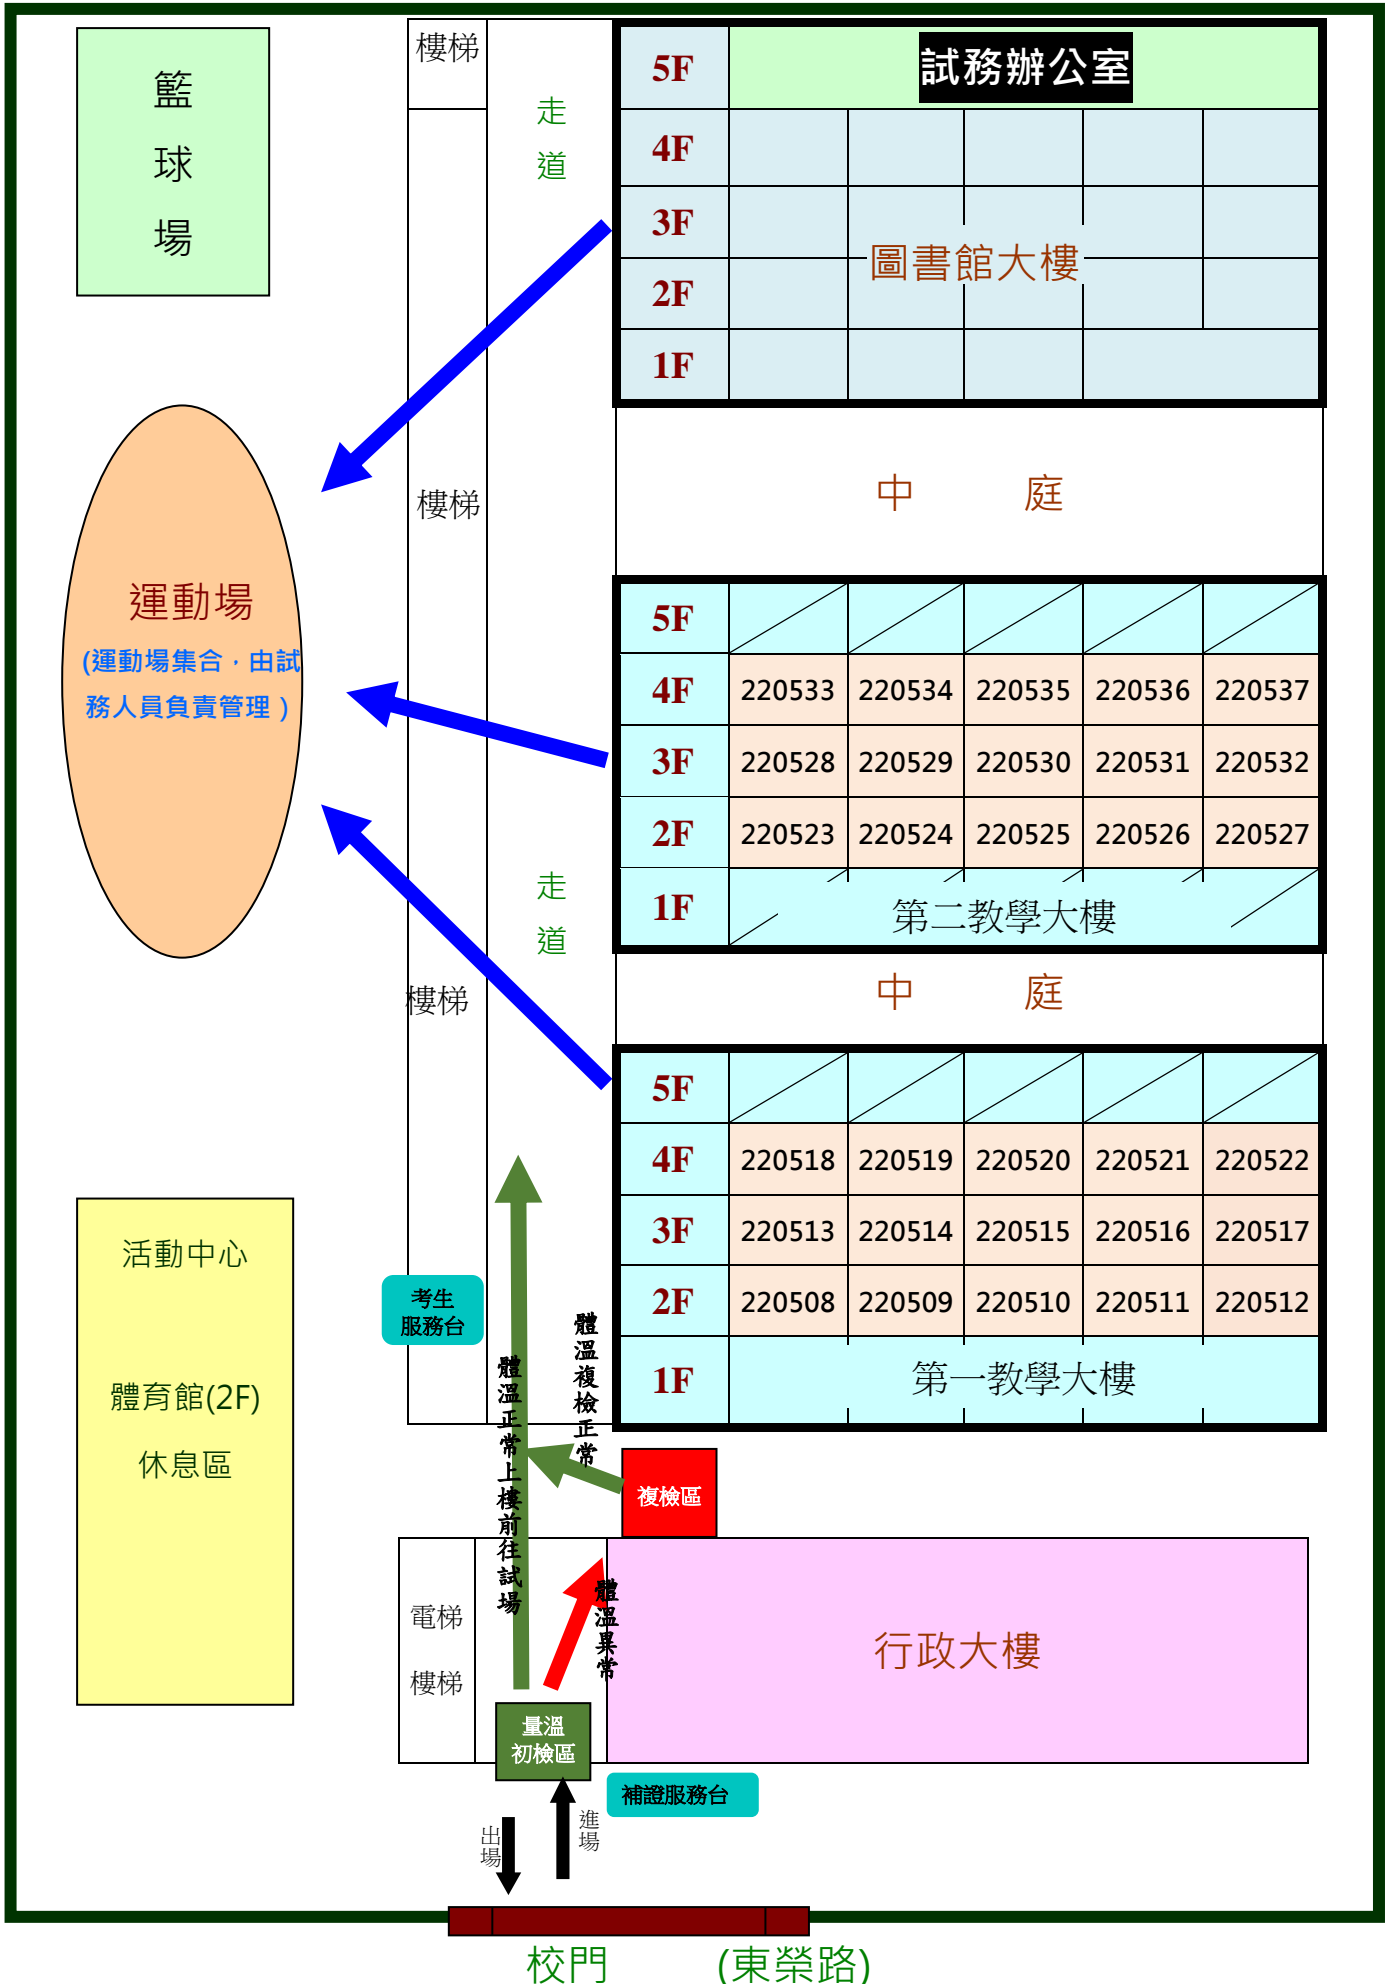 籃
球
場
樓梯
走
道
5F
試務辦公室
4F
3F
圖書館大樓
2F
1F
樓梯
中 庭
運動場
(運動場集合，由試
務人員負責管理)
5F
4F 220533 220534 220535 220536 220537
3F 220528 220529 220530 220531 220532
2F 220523 220524 220525 220526 220527
1F 第二教學大樓
走
道
樓梯
中 庭
5F
4F 220518 220519 220520 220521 220522
3F 220513 220514 220515 220516 220517
2F 220508 220509 220510 220511 220512
1F 第一教學大樓
活動中心
體育館(2F)
休息區
考生
服務台
體溫正常上樓前往試場
體溫複檢正常
複檢區
體溫異常
電梯
樓梯
行政大樓
量溫
初檢區
補證服務台
出場
進場
校門 (東榮路)